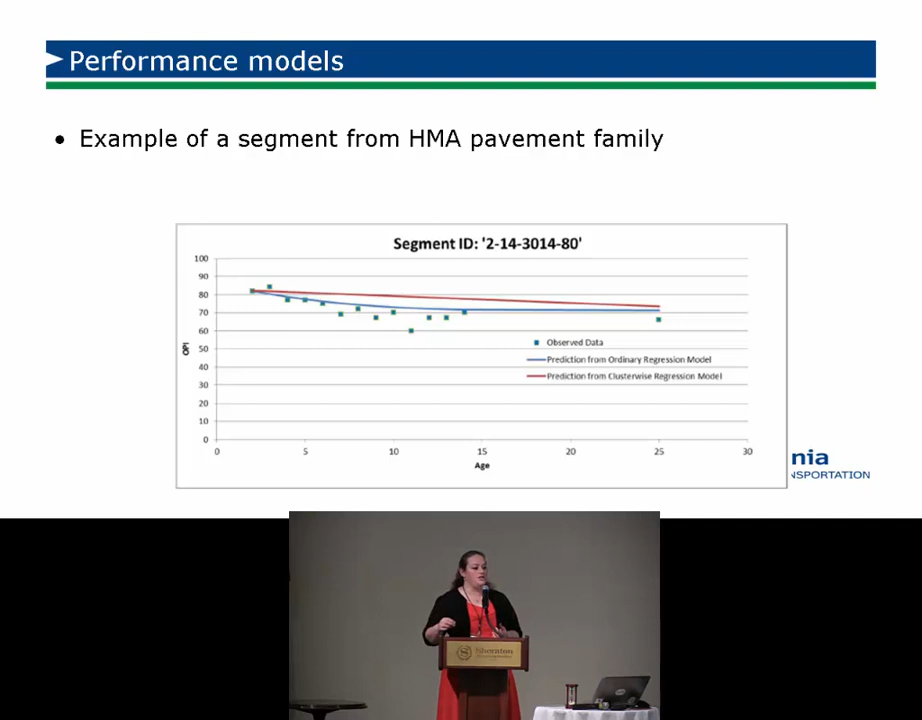 Performance models
• Example of a segment from HMA pavement family
Segment ID: '2-14-3014-80'
100
90
80
70
60
50
40
30
20
10
0
OPI
0 5 10 15 20 25 30
Age
Observed Data
Prediction from Ordinary Regression Model
Prediction from Clusterwise Regression Model
nia
NSPORTATION
Sheraton